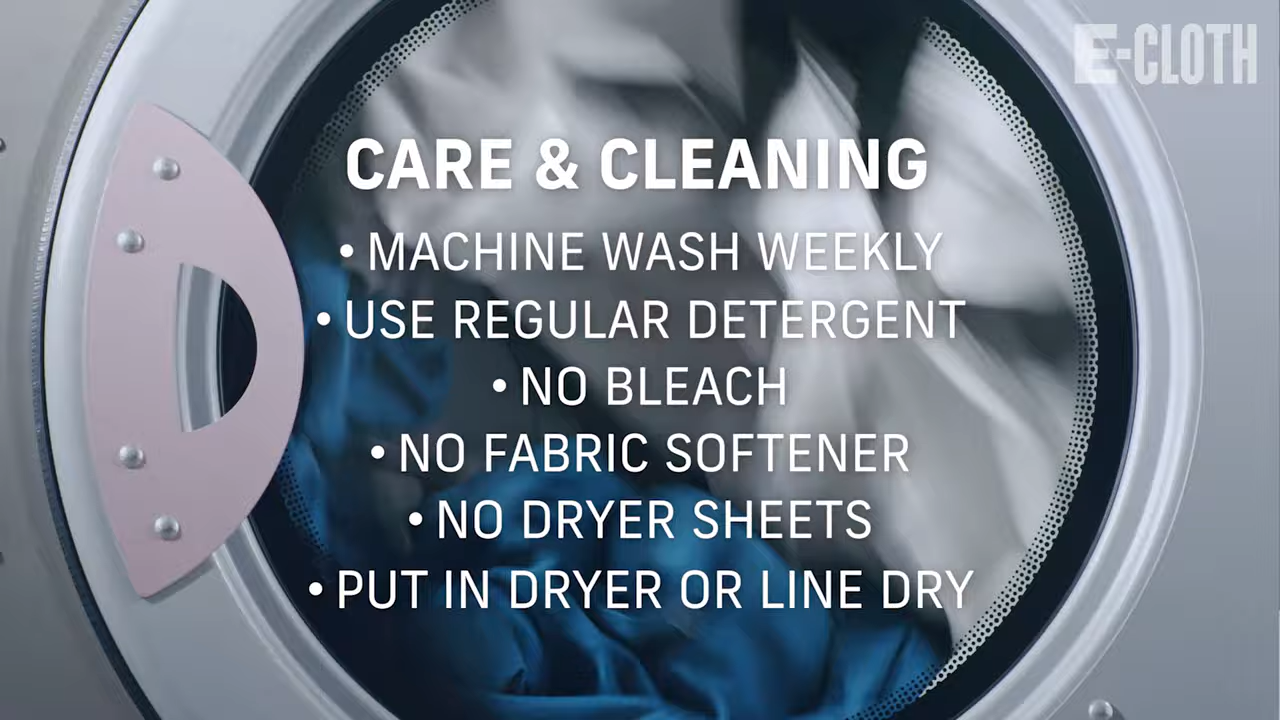 E-CLOTH
CARE & CLEANING
• MACHINE WASH WEEKLY
• USE REGULAR DETERGENT
• NO BLEACH
• NO FABRIC SOFTENER
• NO DRYER SHEETS
• PUT IN DRYER OR LINE DRY